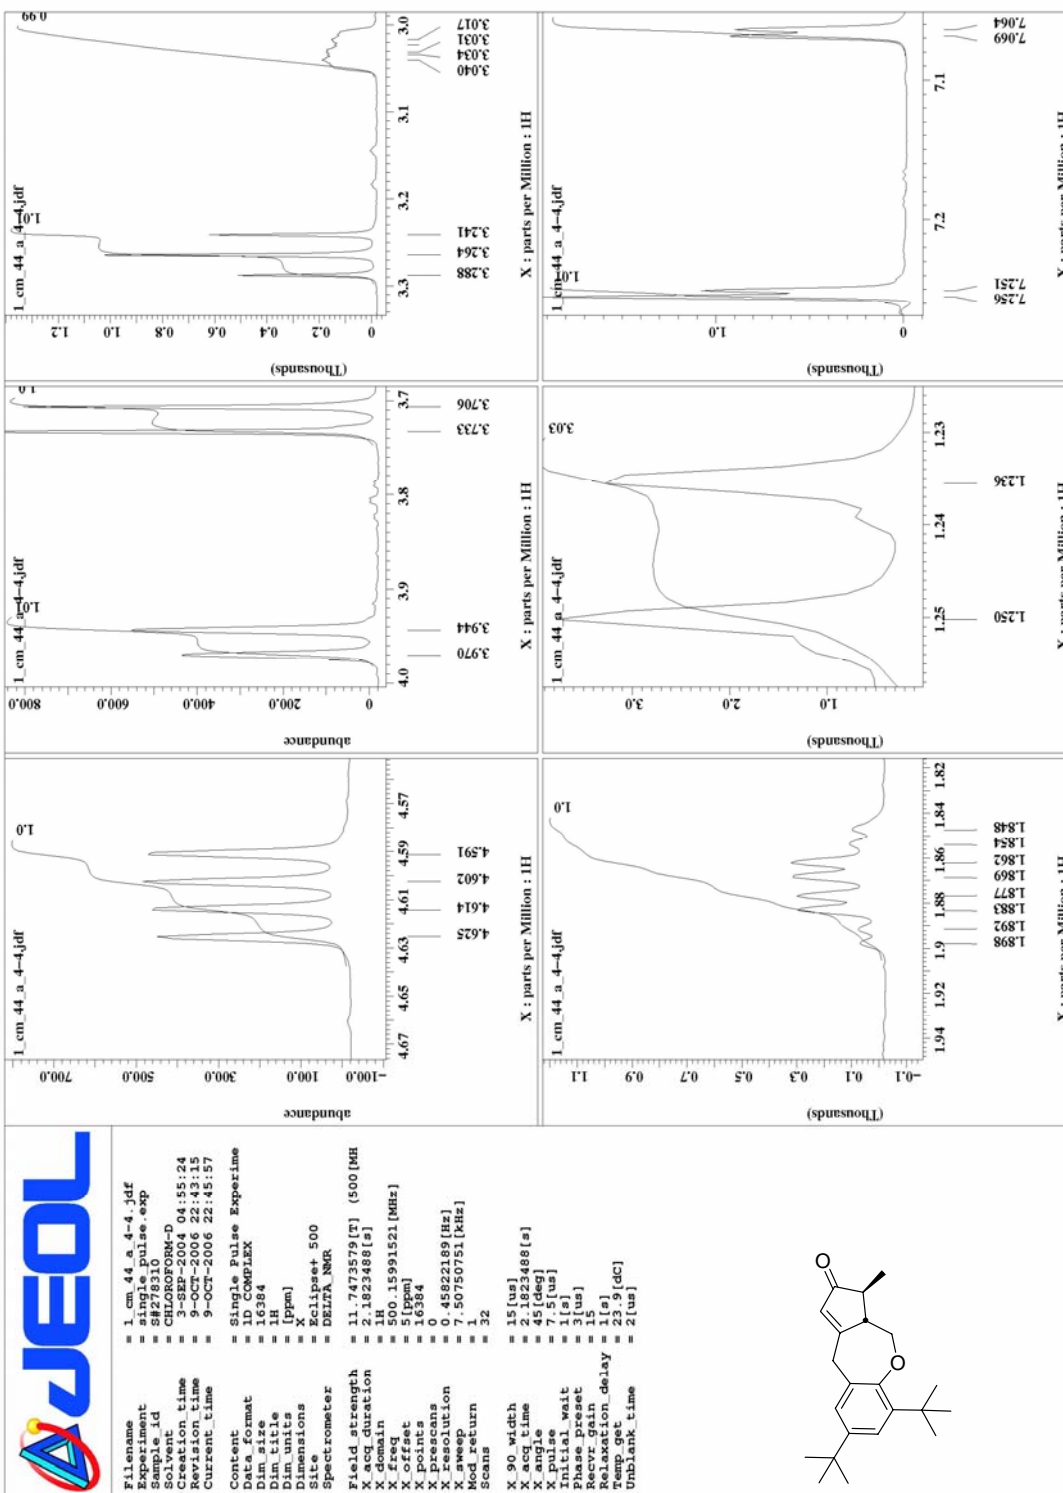 JEOL
Filename = 1_cm_44_a_4-4.jdf
Experiment = single_pulse.exp
Sample_id = S#278310
Solvent = CHLOROFORM-D
Creation_time = 3-SEP-2004 04:55:24
Revision_time = 9-OCT-2006 22:43:15
Current_time = 9-OCT-2006 22:45:57
Content = Single Pulse Experime
Data_format = 1D COMPLEX
Dim_size = 16384
Dim_title = 1H
Dim_units = [ppm]
Dimensions = X
Site = Eclipse+ 500
Spectrometer = DELTA_NMR
Field_strength = 11.7473579[T] (500[MH
X_acq_duration = 2.1823488[s]
X_domain = 1H
X_freq = 500.15991521[MHz]
X_offset = 5[ppm]
X_points = 16384
X_prescans = 0
X_resolution = 0.45822189[Hz]
X_sweep = 7.50750751[kHz]
Mod_return = 1
Scans = 32
X_90_width = 15[us]
X_acq_time = 2.1823488[s]
X_angle = 45[deg]
X_pulse = 7.5[us]
Initial_wait = 1[s]
Phase_preset = 3[us]
Recvr_gain = 15
Relaxation_delay = 1[s]
Temp_get = 23.9[dC]
Unblank_time = 2[us]
O
O
1_cm_44_a_4-4.jdf
1.0
abundance
700.0 500.0 300.0 100.0 -100.0
4.67 4.65 4.63 4.61 4.59 4.57
4.625 4.614 4.602 4.591
X : parts per Million : 1H
1_cm_44_a_4-4.jdf
1.01
1.0
abundance
800.0 600.0 400.0 200.0 0
4.0 3.9 3.8 3.7
3.970 3.944 3.733 3.706
X : parts per Million : 1H
1_cm_44_a_4-4.jdf
1.01
0.99
(Thousands)
1.2 1.0 0.8 0.6 0.4 0.2 0
3.3 3.2 3.1 3.0
3.288 3.264 3.241 3.040 3.034 3.031 3.017
X : parts per Million : 1H
1_cm_44_a_4-4.jdf
1.0
(Thousands)
1.1 0.9 0.7 0.5 0.3 0.1 -0.1
1.94 1.92 1.9 1.88 1.86 1.84 1.82
1.898 1.892 1.883 1.877 1.869 1.862 1.854 1.848
X : parts per Million : 1H
1_cm_44_a_4-4.jdf
3.03
(Thousands)
3.0 2.0 1.0
1.25 1.24 1.23
1.250 1.236
X : parts per Million : 1H
1_cm_44_a_4-4.jdf
1.01
(Thousands)
1.0 0
7.2 7.1
7.256 7.251 7.069 7.064
X : parts per Million : 1H